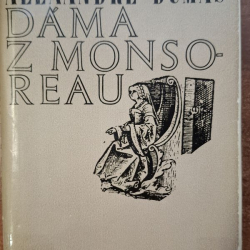 ALEXANDRE DUMAS
DÁMA
Z MONSO-
REAU